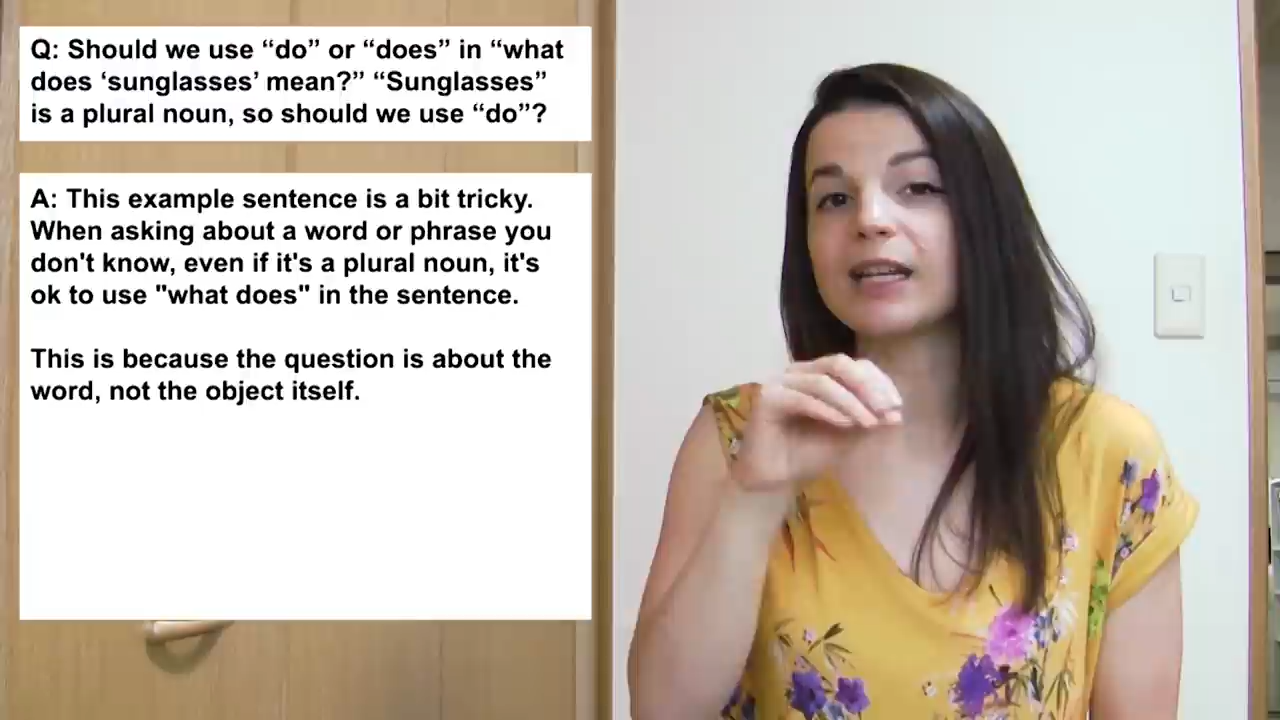 Q: Should we use “do” or “does” in “what
does ‘sunglasses’ mean?” “Sunglasses”
is a plural noun, so should we use “do”?
A: This example sentence is a bit tricky.
When asking about a word or phrase you
don't know, even if it's a plural noun, it's
ok to use "what does" in the sentence.
This is because the question is about the
word, not the object itself.